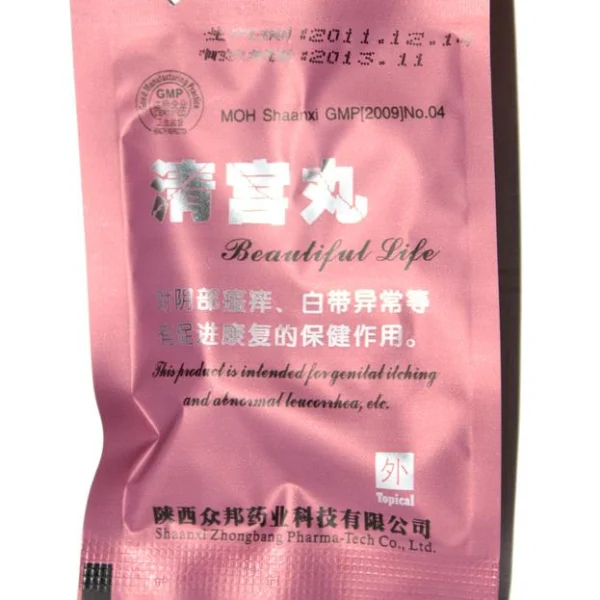 :2011.12.14
:2013.11
Good Manufacturing Practice
GMP
MOH Shaanxi GMP[2009]No.04
清宫丸
Beautiful Life
对阴部瘙痒、白带异常等
有促进康复的保健作用。
This product is intended for genital itching
and abnormal leucorrhea, etc.
外
Topical
陕西众邦药业科技有限公司
Shaanxi Zhongbang Pharma-Tech Co., Ltd.